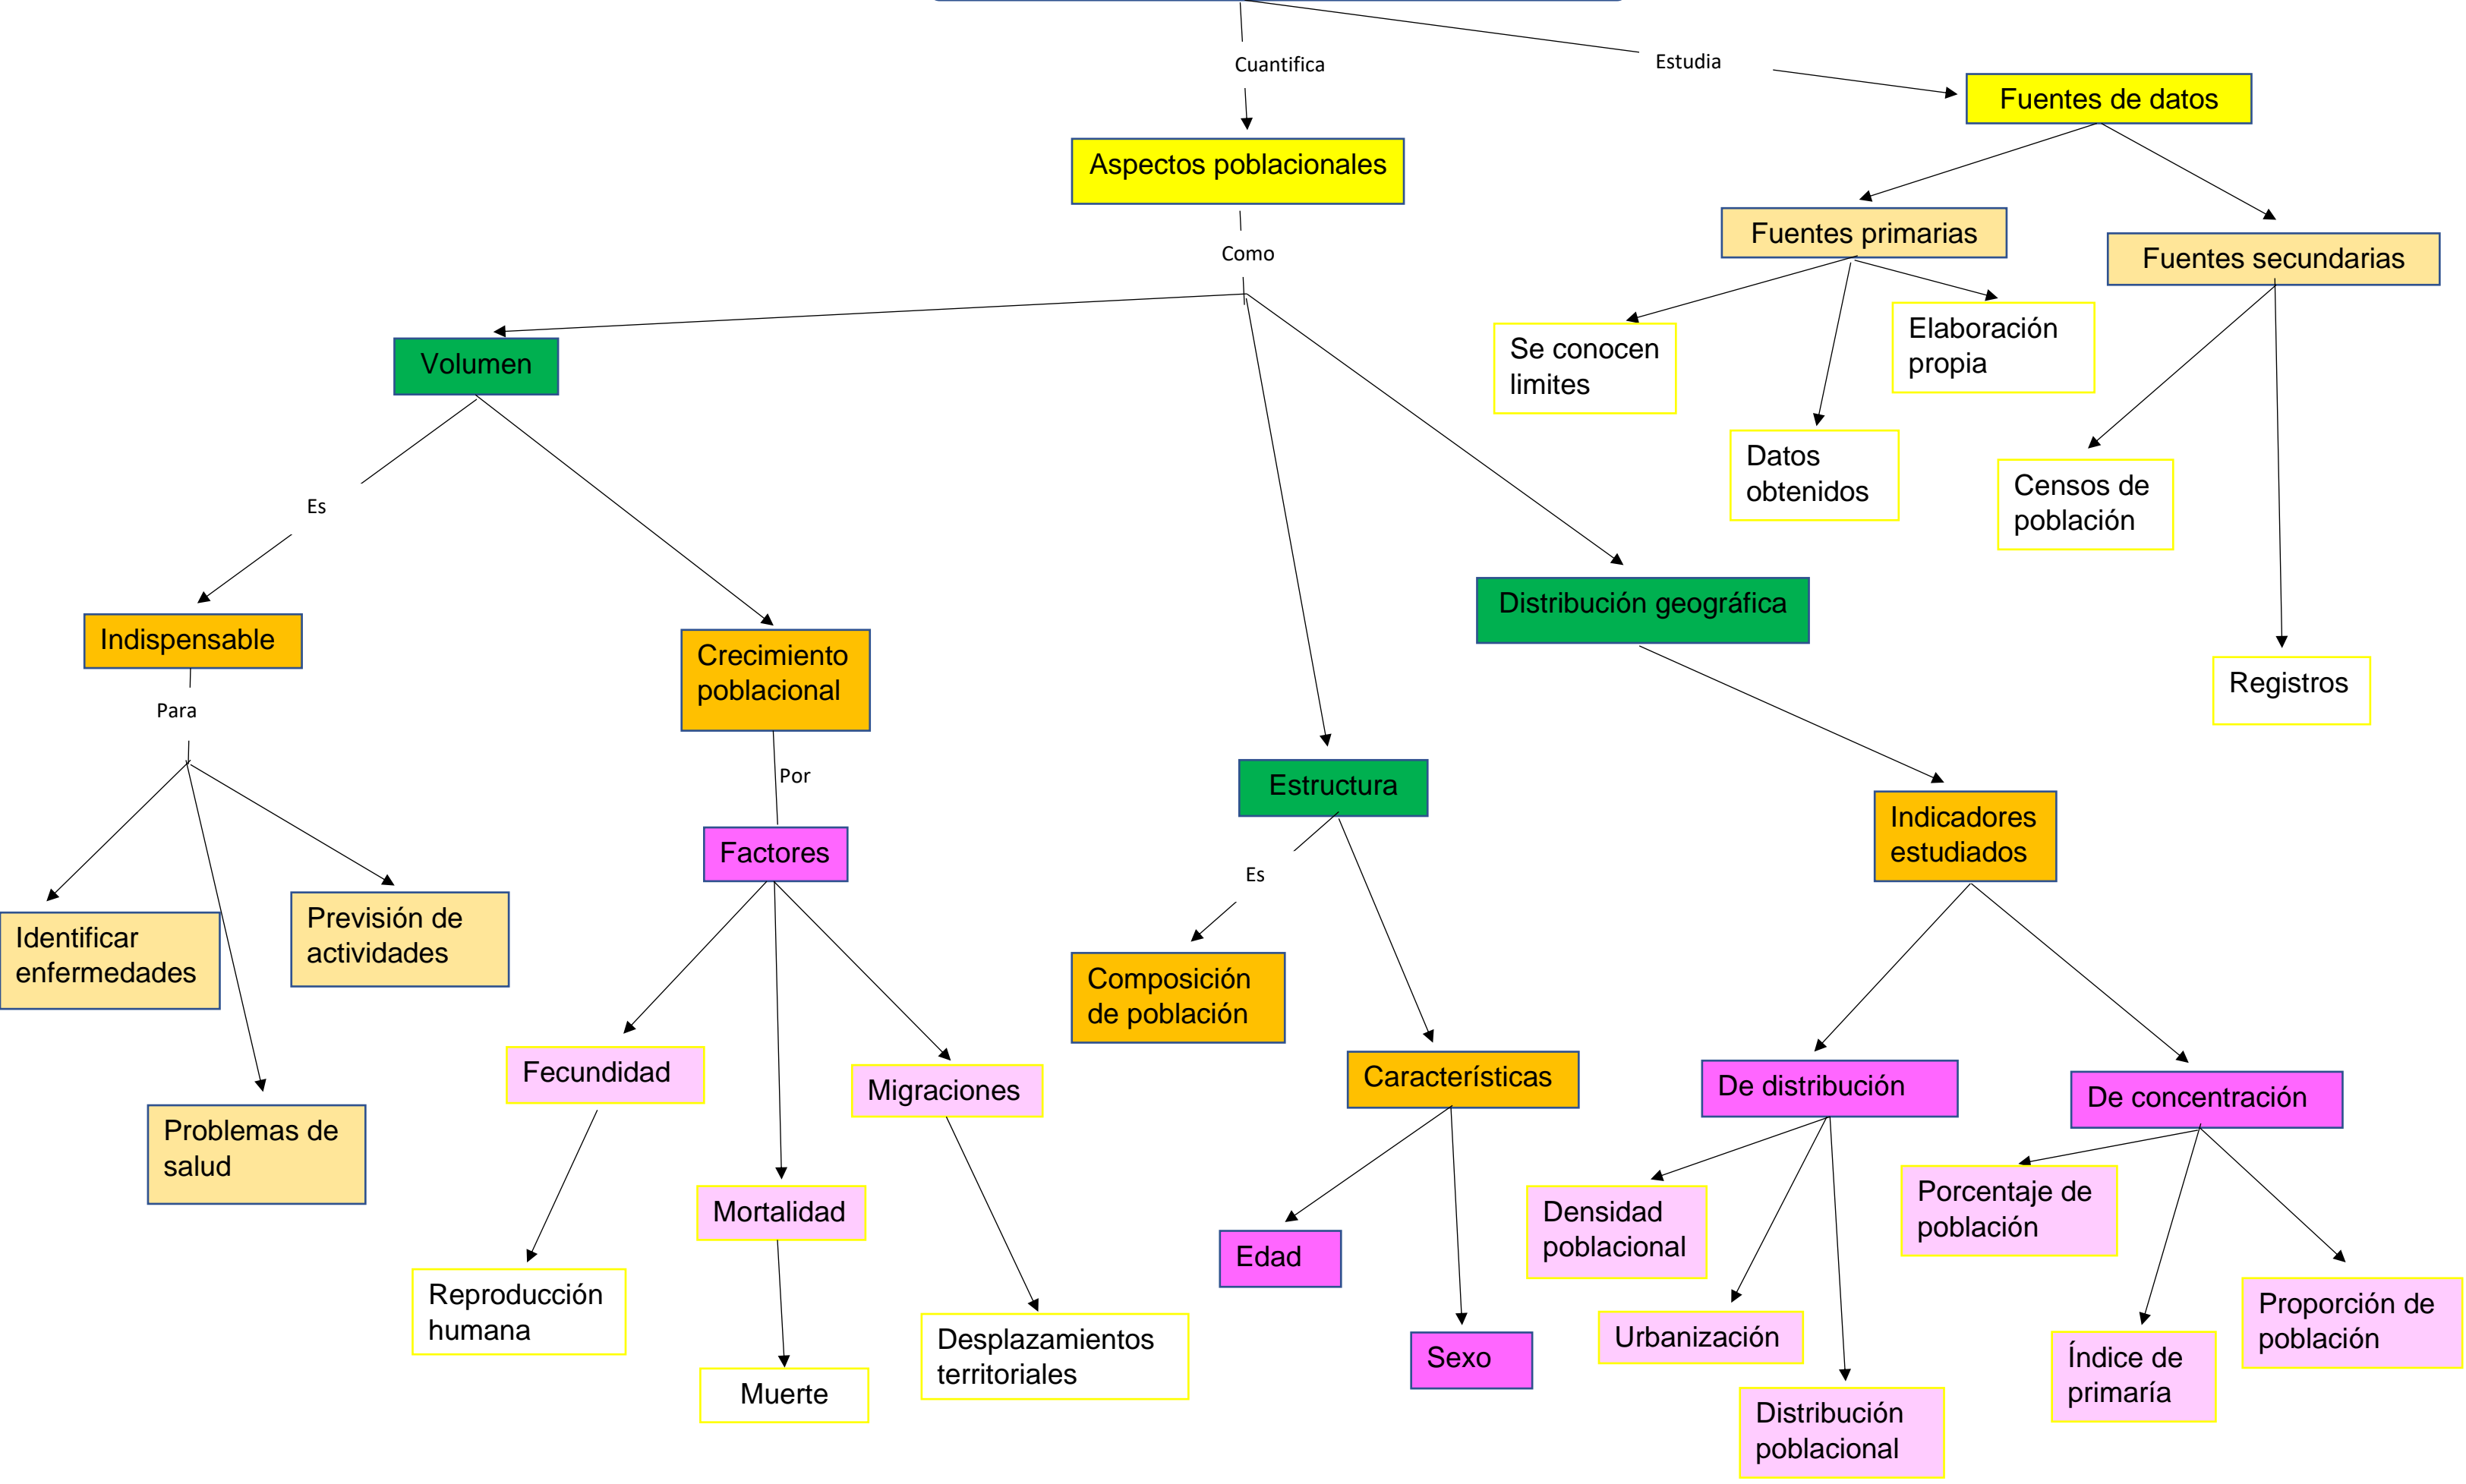 Cuantifica
Estudia
Fuentes de datos
Aspectos poblacionales
Fuentes primarias
Fuentes secundarias
Como
Se conocen
limites
Elaboración
propia
Volumen
Datos
obtenidos
Censos de
población
Es
Distribución geográfica
Indispensable
Crecimiento
poblacional
Registros
Para
Por
Estructura
Indicadores
estudiados
Factores
Es
Identificar
enfermedades
Previsión de
actividades
Composición
de población
Fecundidad
Migraciones
Características
De distribución
De concentración
Problemas de
salud
Mortalidad
Edad
Densidad
poblacional
Porcentaje de
población
Reproducción
humana
Desplazamientos
territoriales
Sexo
Urbanización
Índice de
primaría
Proporción de
población
Muerte
Distribución
poblacional